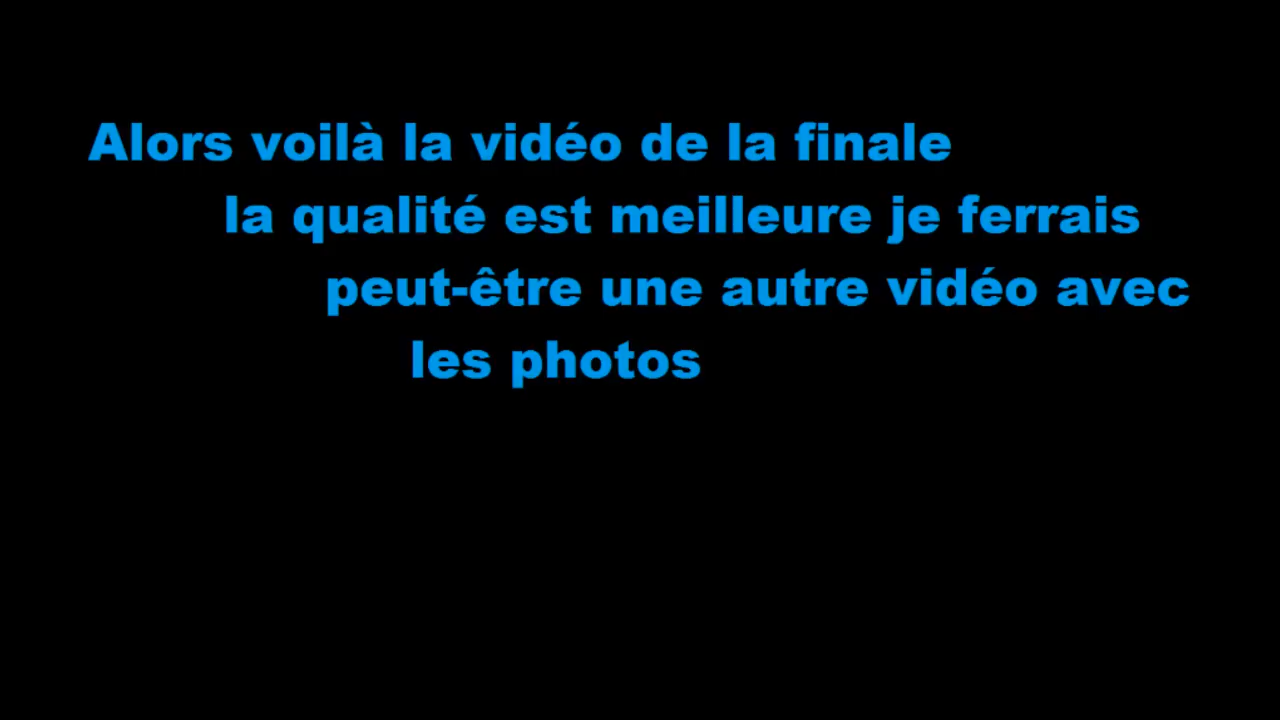 Alors voilà la vidéo de la finale
la qualité est meilleure je ferrais
peut-être une autre vidéo avec
les photos